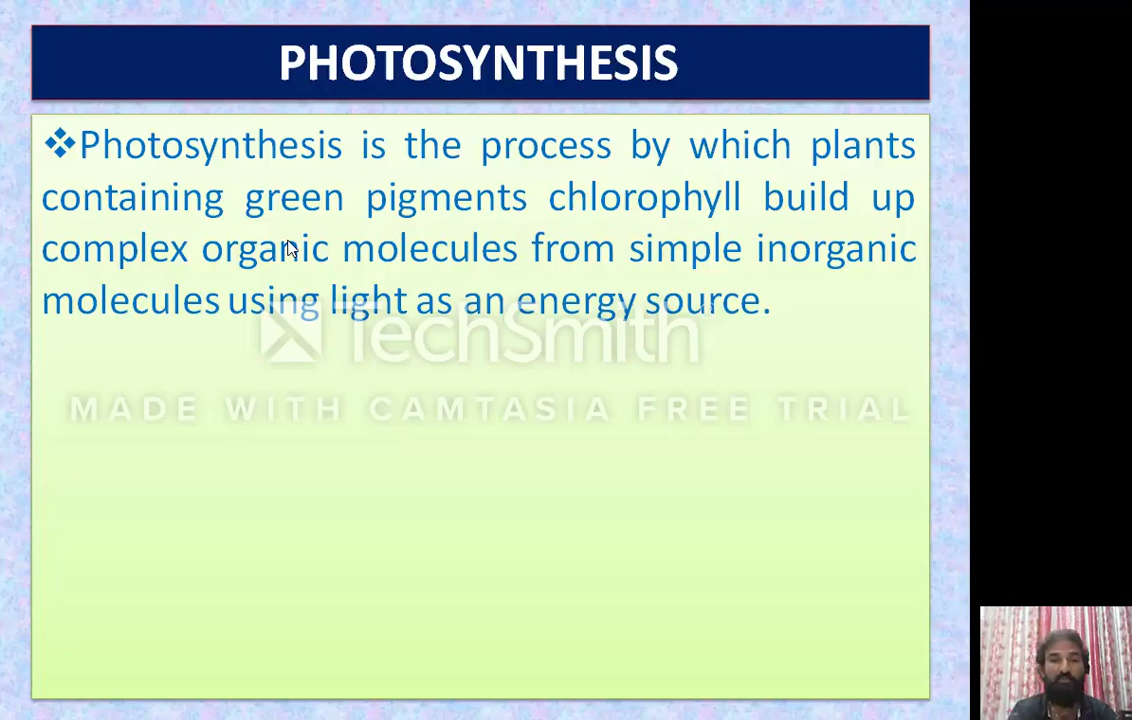 PHOTOSYNTHESIS
❖Photosynthesis is the process by which plants
containing green pigments chlorophyll build up
complex organic molecules from simple inorganic
molecules using light as an energy source.
TechSmith
MADE WITH CAMTASIA FREE TRIAL